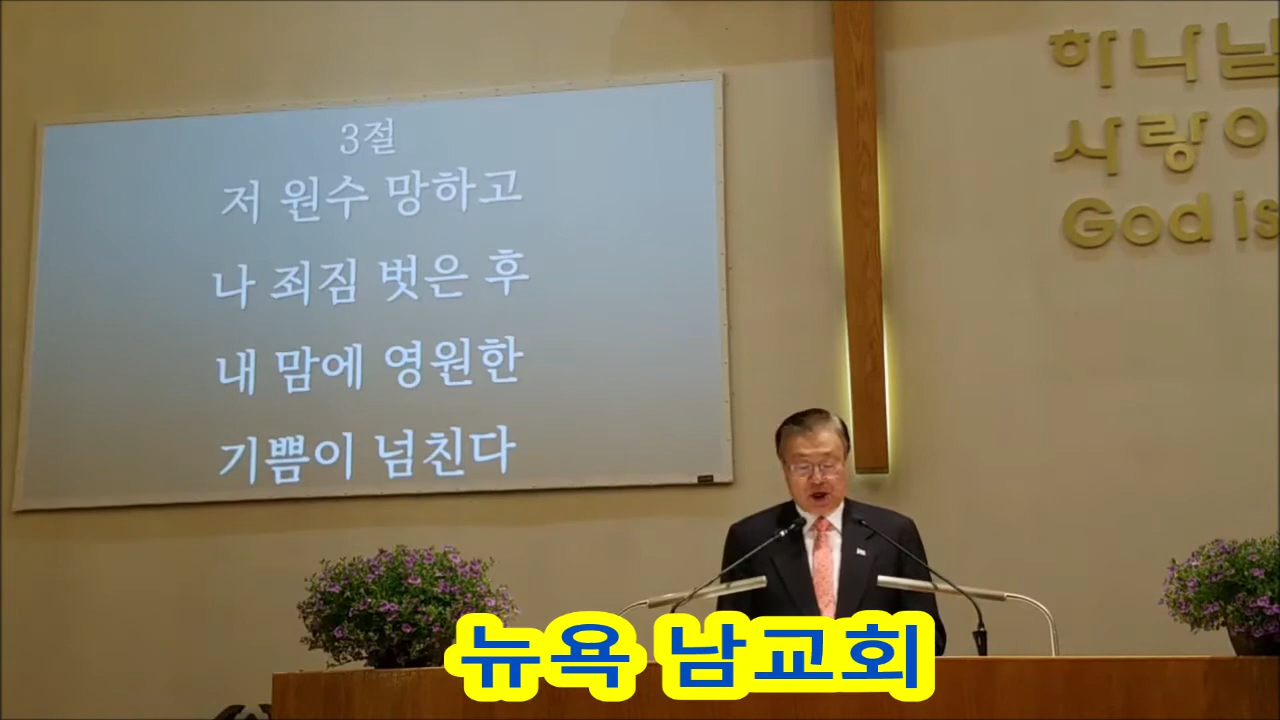 3절
저 원수 망하고
나 죄짐 벗은 후
내 맘에 영원한
기쁨이 넘친다
하나님
사랑이
God is
뉴욕 남교회